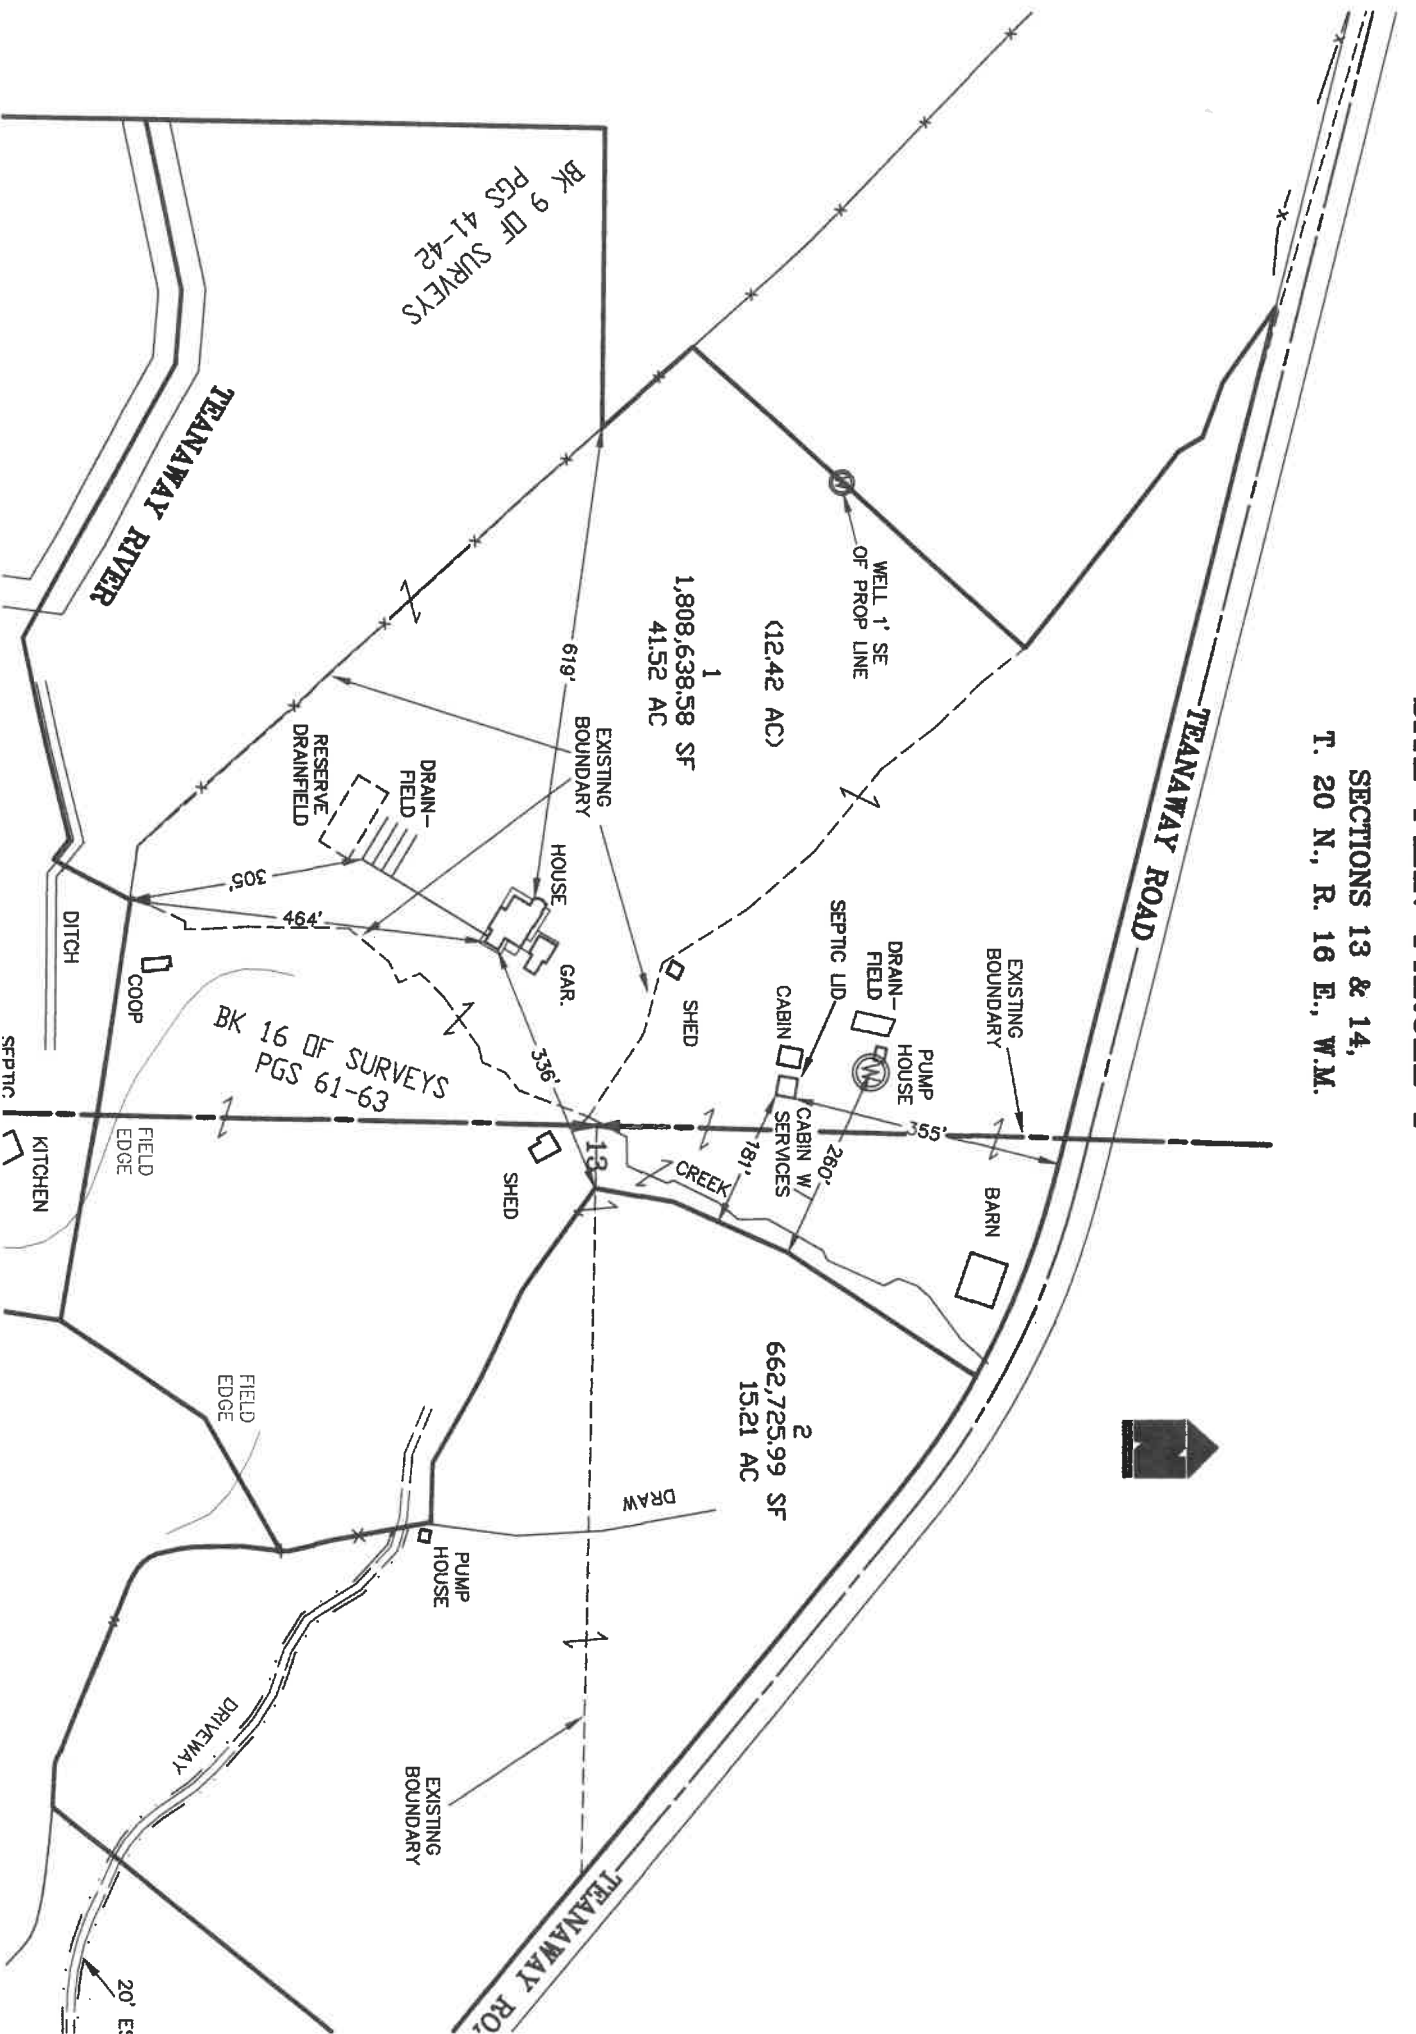 SECTIONS 13 & 14,
T. 20 N., R. 16 E., W.M.
TEANAWAY ROAD
BK 9 OF SURVEYS
PGS 41-42
TEANAWAY RIVER
WELL 1' SE
OF PROP LINE
(12.42 AC)
1
1,808,638.58 SF
41.52 AC
619'
EXISTING
BOUNDARY
DRAIN-
FIELD
RESERVE
DRAINFIELD
HOUSE
GAR.
305'
464'
336'
DITCH
COOP
SHED
SEPTIC LID
CABIN
DRAIN-
FIELD
PUMP
HOUSE
EXISTING
BOUNDARY
CABIN W
SERVICES
355'
260'
181'
BARN
CREEK
13
SHED
BK 16 OF SURVEYS
PGS 61-63
FIELD
EDGE
SEPTIC
KITCHEN
2
662,725.99 SF
15.21 AC
FIELD
EDGE
DRAW
PUMP
HOUSE
DRIVEWAY
EXISTING
BOUNDARY
TEANAWAY RO
20' ES